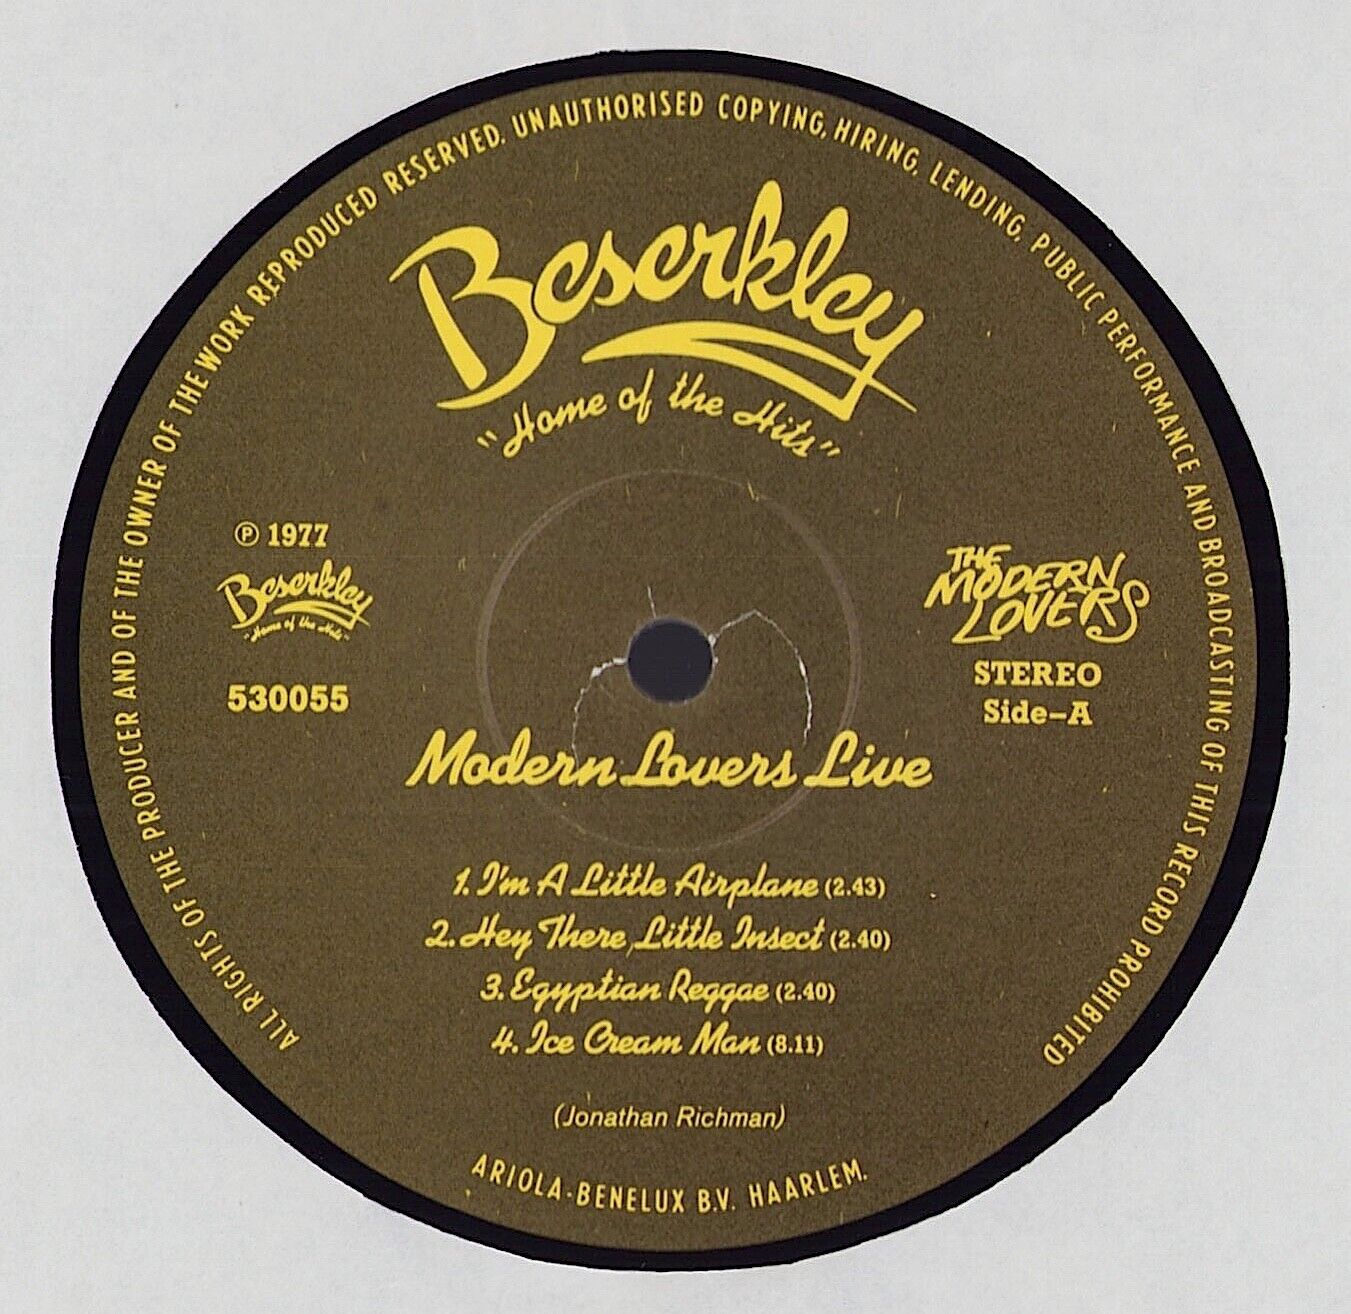 ALL RIGHTS OF THE PRODUCER AND OF THE OWNER OF THE WORK REPRODUCED RESERVED. UNAUTHORISED COPYING, HIRING, LENDING, PUBLIC PERFORMANCE AND BROADCASTING OF THIS RECORD PROHIBITED
Beserkley
"Home of the Hits"
℗ 1977
Beserkley
"Home of the Hits"
530055
THE
MODERN
LOVERS
STEREO
Side-A
Modern Lovers Live
1. I'm A Little Airplane (2.43)
2. Hey There, Little Insect (2.40)
3. Egyptian Reggae (2.40)
4. Ice Cream Man (8.11)
(Jonathan Richman)
ARIOLA-BENELUX B.V. HAARLEM.